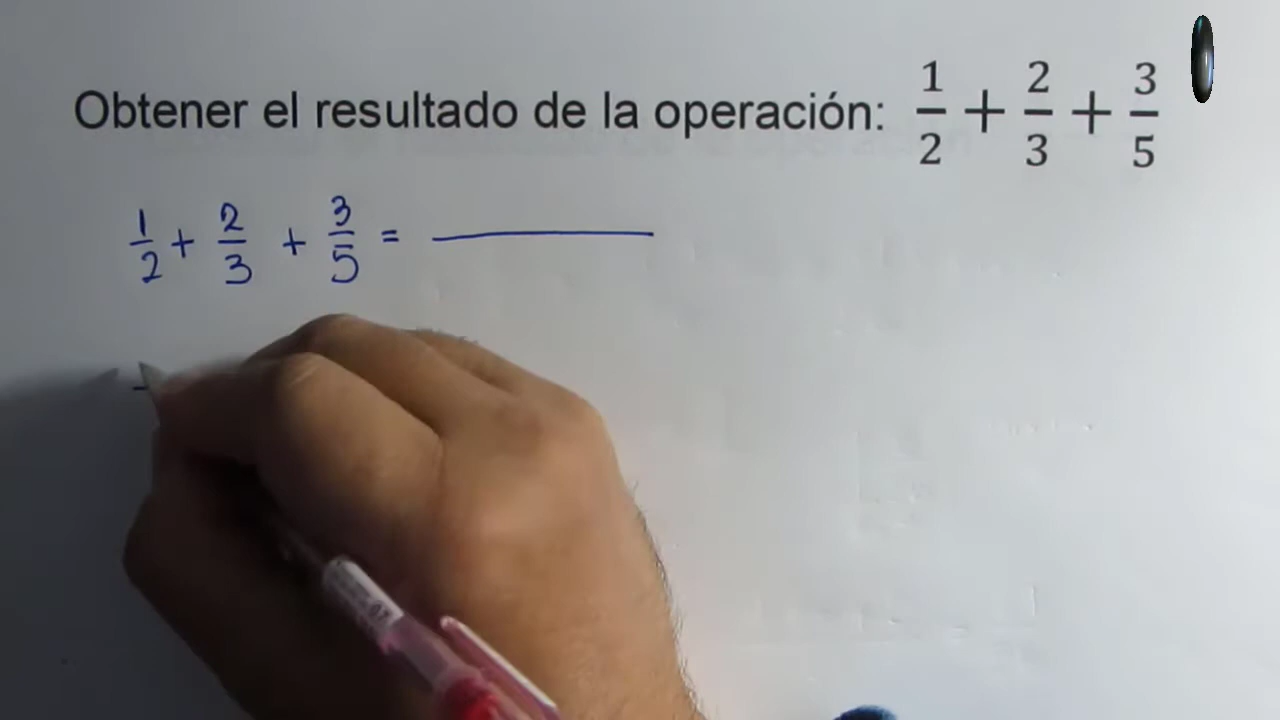 Obtener el resultado de la operación: 1/2 + 2/3 + 3/5
1/2 + 2/3 + 3/5 =